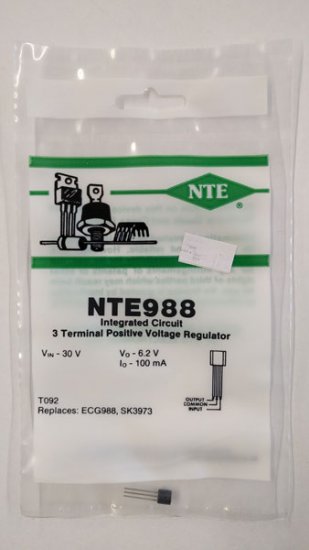 NTE
®
NTE988
Integrated Circuit
3 Terminal Positive Voltage Regulator
VIN - 30 V
VO - 6.2 V
IO - 100 mA
OUTPUT
COMMON
INPUT
T092
Replaces: ECG988, SK3973